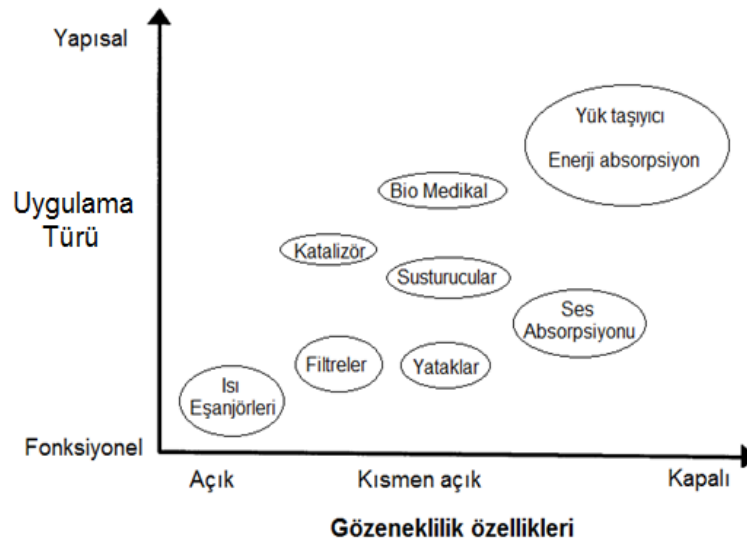 Yapısal
Yük taşıyıcı
Enerji absorpsiyon
Bio Medikal
Uygulama
Türü
Katalizör
Susturucular
Ses
Absorpsiyonu
Filtreler
Yataklar
Isı
Eşanjörleri
Fonksiyonel
Açık
Kısmen açık
Kapalı
Gözeneklilik özellikleri